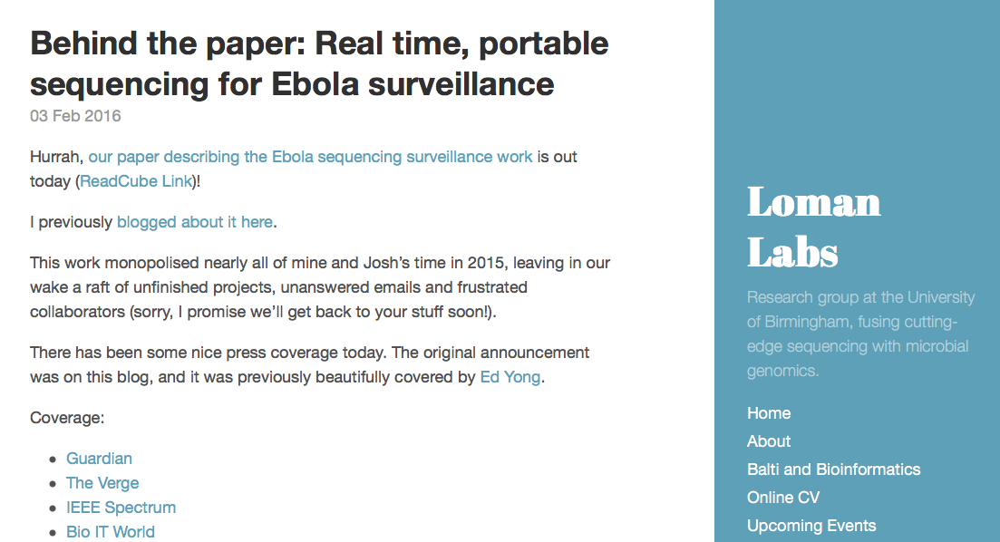 Behind the paper: Real time, portable
sequencing for Ebola surveillance
03 Feb 2016
Hurrah, our paper describing the Ebola sequencing surveillance work is out
today (ReadCube Link)!
I previously blogged about it here.
This work monopolised nearly all of mine and Josh's time in 2015, leaving in our
wake a raft of unfinished projects, unanswered emails and frustrated
collaborators (sorry, I promise we'll get back to your stuff soon!).
There has been some nice press coverage today. The original announcement
was on this blog, and it was previously beautifully covered by Ed Yong.
Coverage:
• Guardian
• The Verge
• IEEE Spectrum
• Bio IT World
Loman
Labs
Research group at the University
of Birmingham, fusing cutting-
edge sequencing with microbial
genomics.
Home
About
Balti and Bioinformatics
Online CV
Upcoming Events